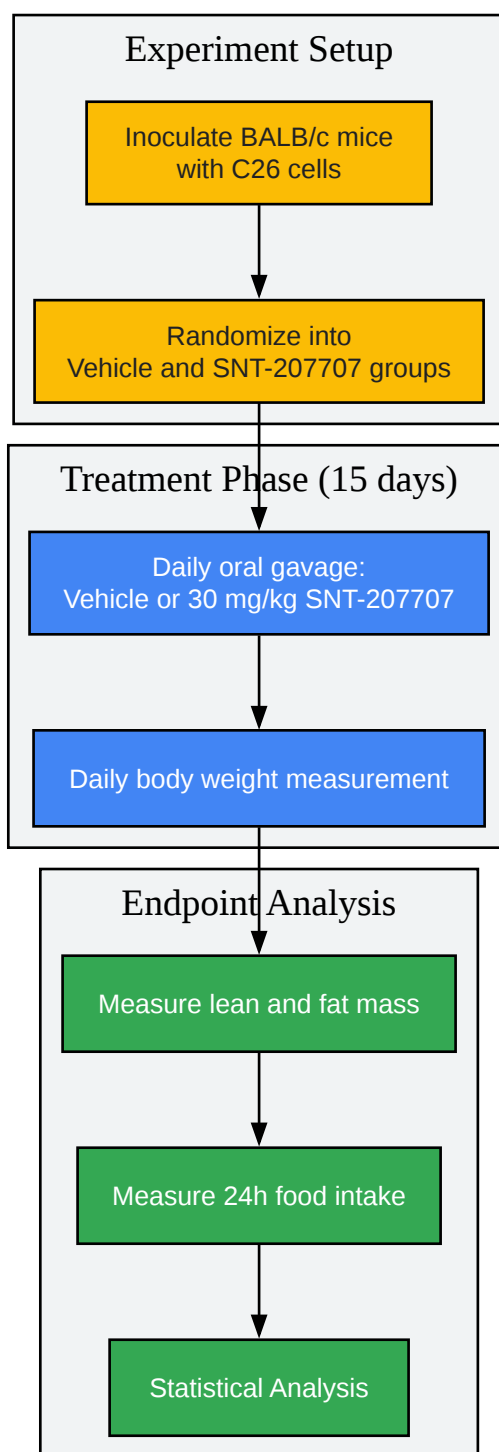 Experiment Setup
Inoculate BALB/c mice
with C26 cells
Randomize into
Vehicle and SNT-207707 groups
Treatment Phase (15 days)
Daily oral gavage:
Vehicle or 30 mg/kg SNT-207707
Daily body weight measurement
Endpoint Analysis
Measure lean and fat mass
Measure 24h food intake
Statistical Analysis